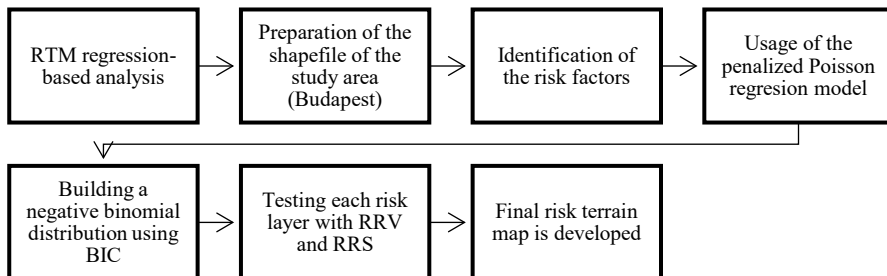 RTM regression-
based analysis
Preparation of the
shapefile of the
study area
(Budapest)
Identification of
the risk factors
Usage of the
penalized Poisson
regresion model
Building a
negative binomial
distribution using
BIC
Testing each risk
layer with RRV
and RRS
Final risk terrain
map is developed